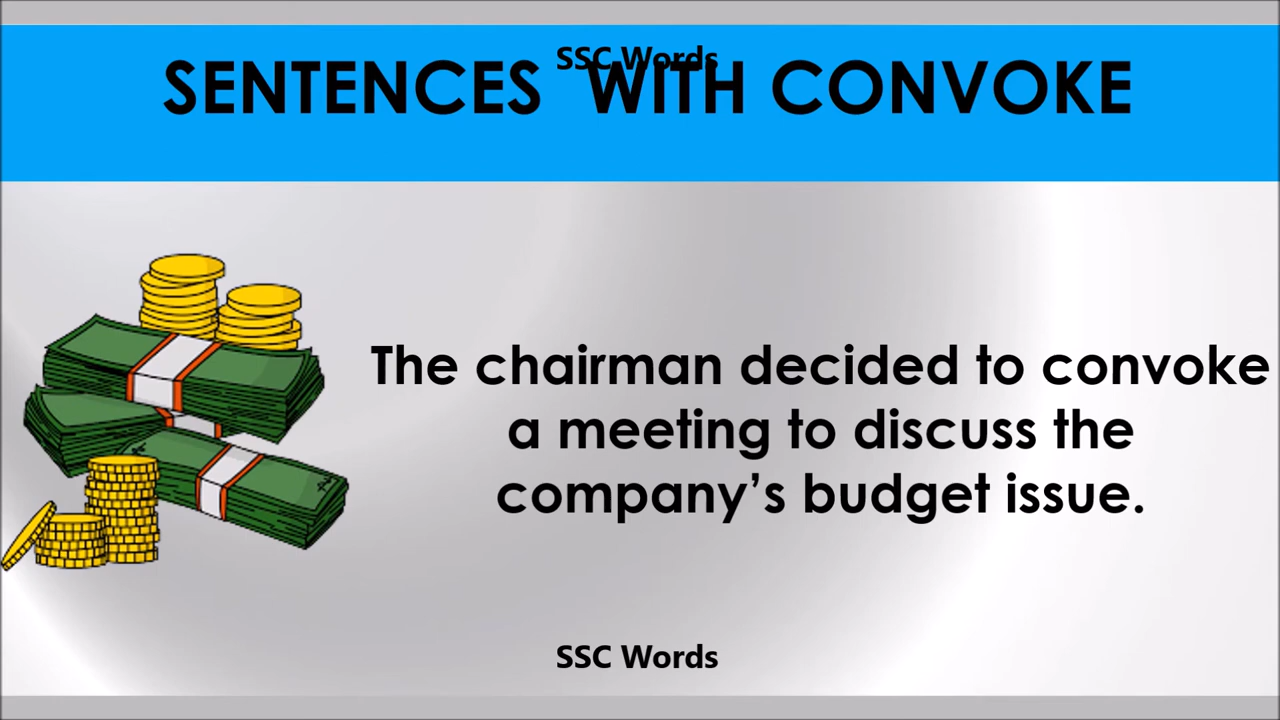 SSC Words
SENTENCES WITH CONVOKE
The chairman decided to convoke
a meeting to discuss the
company’s budget issue.
SSC Words